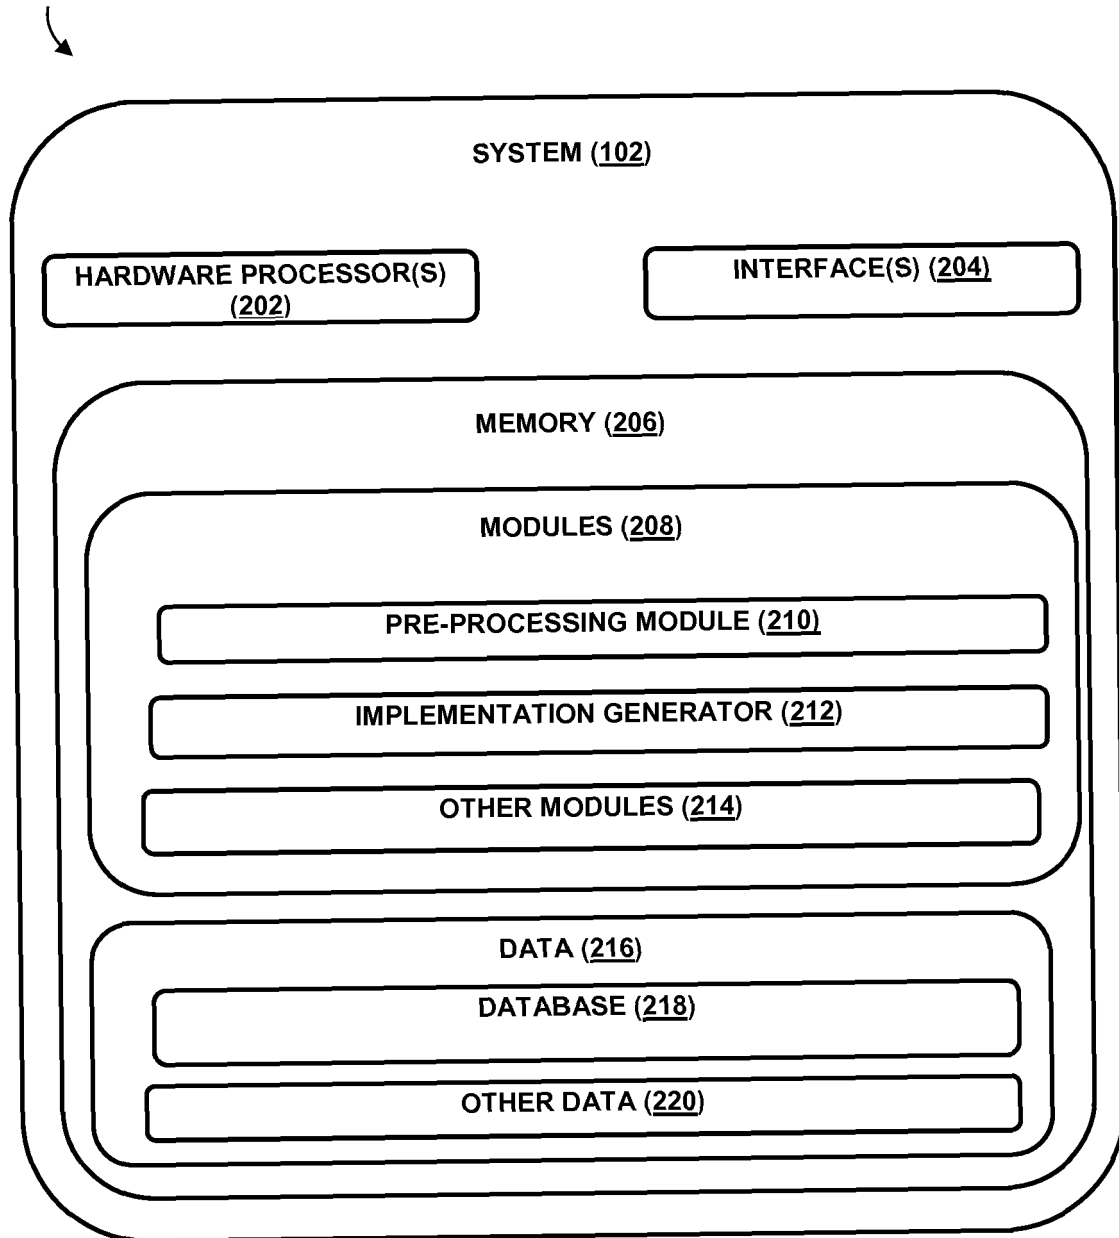 SYSTEM (102)
HARDWARE PROCESSOR(S)
(202)
INTERFACE(S) (204)
MEMORY (206)
MODULES (208)
PRE-PROCESSING MODULE (210)
IMPLEMENTATION GENERATOR (212)
OTHER MODULES (214)
DATA (216)
DATABASE (218)
OTHER DATA (220)